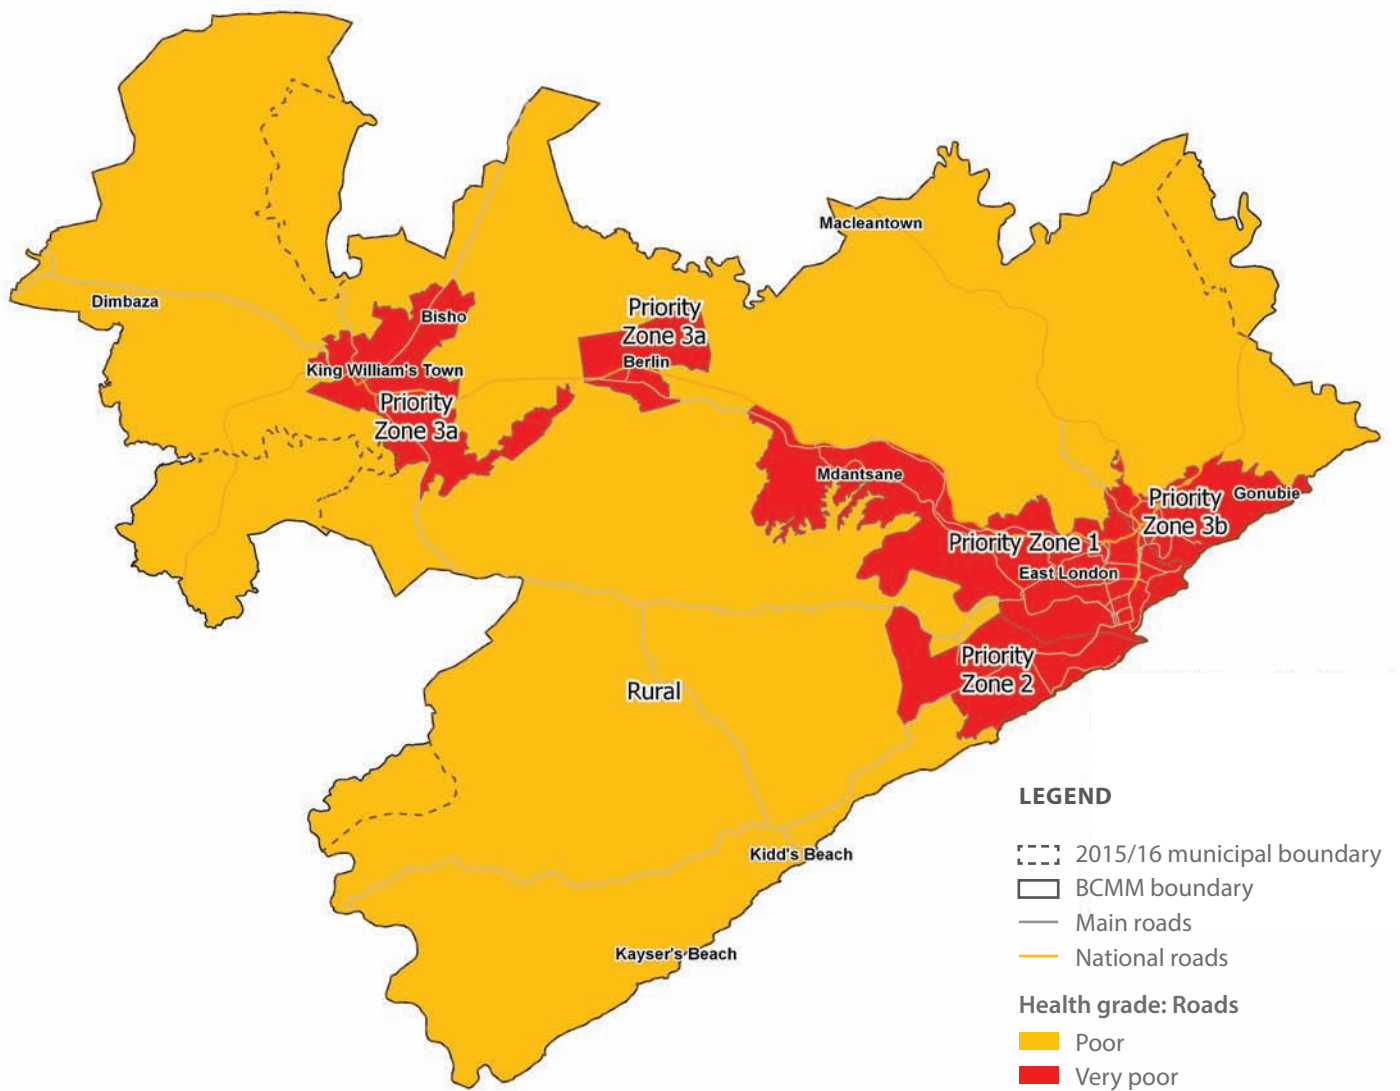 Macleantown
Dimbaza
Bisho
Priority
Zone 3a
Berlin
King William's Town
Priority
Zone 3a
Mdantsane
Priority
Zone 3b
Gonubie
Priority Zone 1
East London
Priority
Zone 2
Rural
Kidd's Beach
Kayser's Beach
LEGEND
2015/16 municipal boundary
BCMM boundary
Main roads
National roads
Health grade: Roads
Poor
Very poor